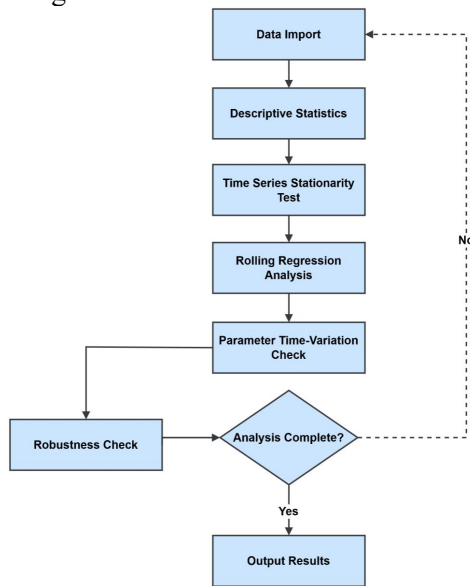 Data Import
Descriptive Statistics
Time Series Stationarity
Test
Rolling Regression
Analysis
Parameter Time-Variation
Check
Robustness Check
Analysis Complete?
No
Yes
Output Results